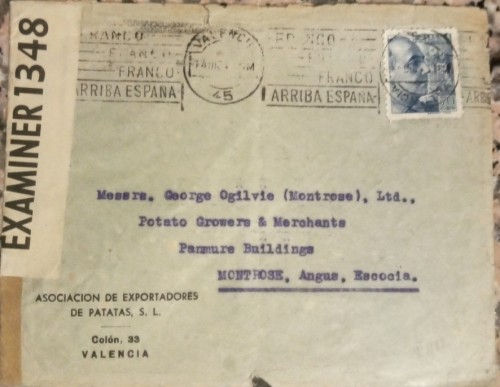 EXAMINER 1348
FRANCO
FRANCO
FRANCO
ARRIBA ESPAÑA
VALENCIA
45
FRANCO
ARRIBA ESPAÑA
Messrs. George Ogilvie (Montrose), Ltd.,
Potato Growers & Merchants
Panmure Buildings
MONTROSE, Angus, Escocia.
ASOCIACION DE EXPORTADORES
DE PATATAS, S. L.
Colón, 33
VALENCIA